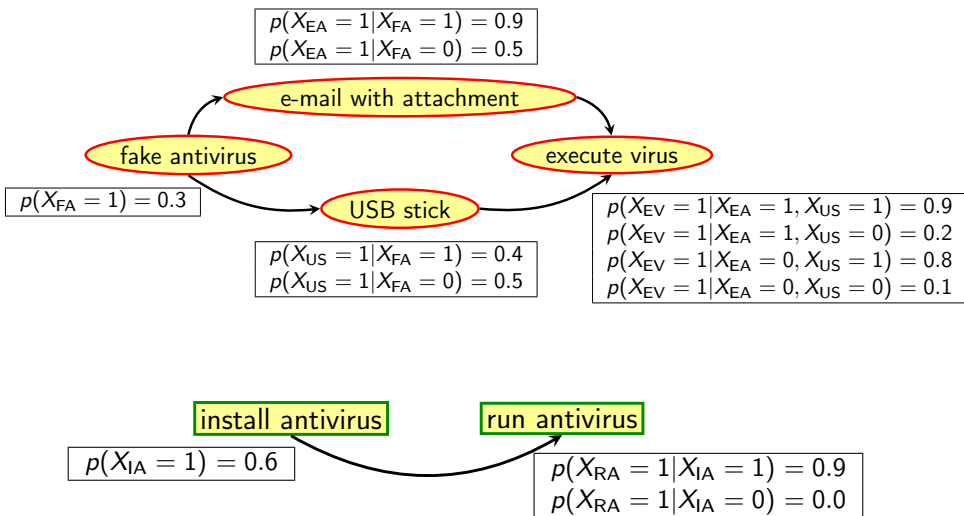 p(X_EA = 1|X_FA = 1) = 0.9
p(X_EA = 1|X_FA = 0) = 0.5
e-mail with attachment
fake antivirus
execute virus
p(X_FA = 1) = 0.3
USB stick
p(X_EV = 1|X_EA = 1, X_US = 1) = 0.9
p(X_EV = 1|X_EA = 1, X_US = 0) = 0.2
p(X_EV = 1|X_EA = 0, X_US = 1) = 0.8
p(X_EV = 1|X_EA = 0, X_US = 0) = 0.1
p(X_US = 1|X_FA = 1) = 0.4
p(X_US = 1|X_FA = 0) = 0.5
install antivirus
run antivirus
p(X_IA = 1) = 0.6
p(X_RA = 1|X_IA = 1) = 0.9
p(X_RA = 1|X_IA = 0) = 0.0